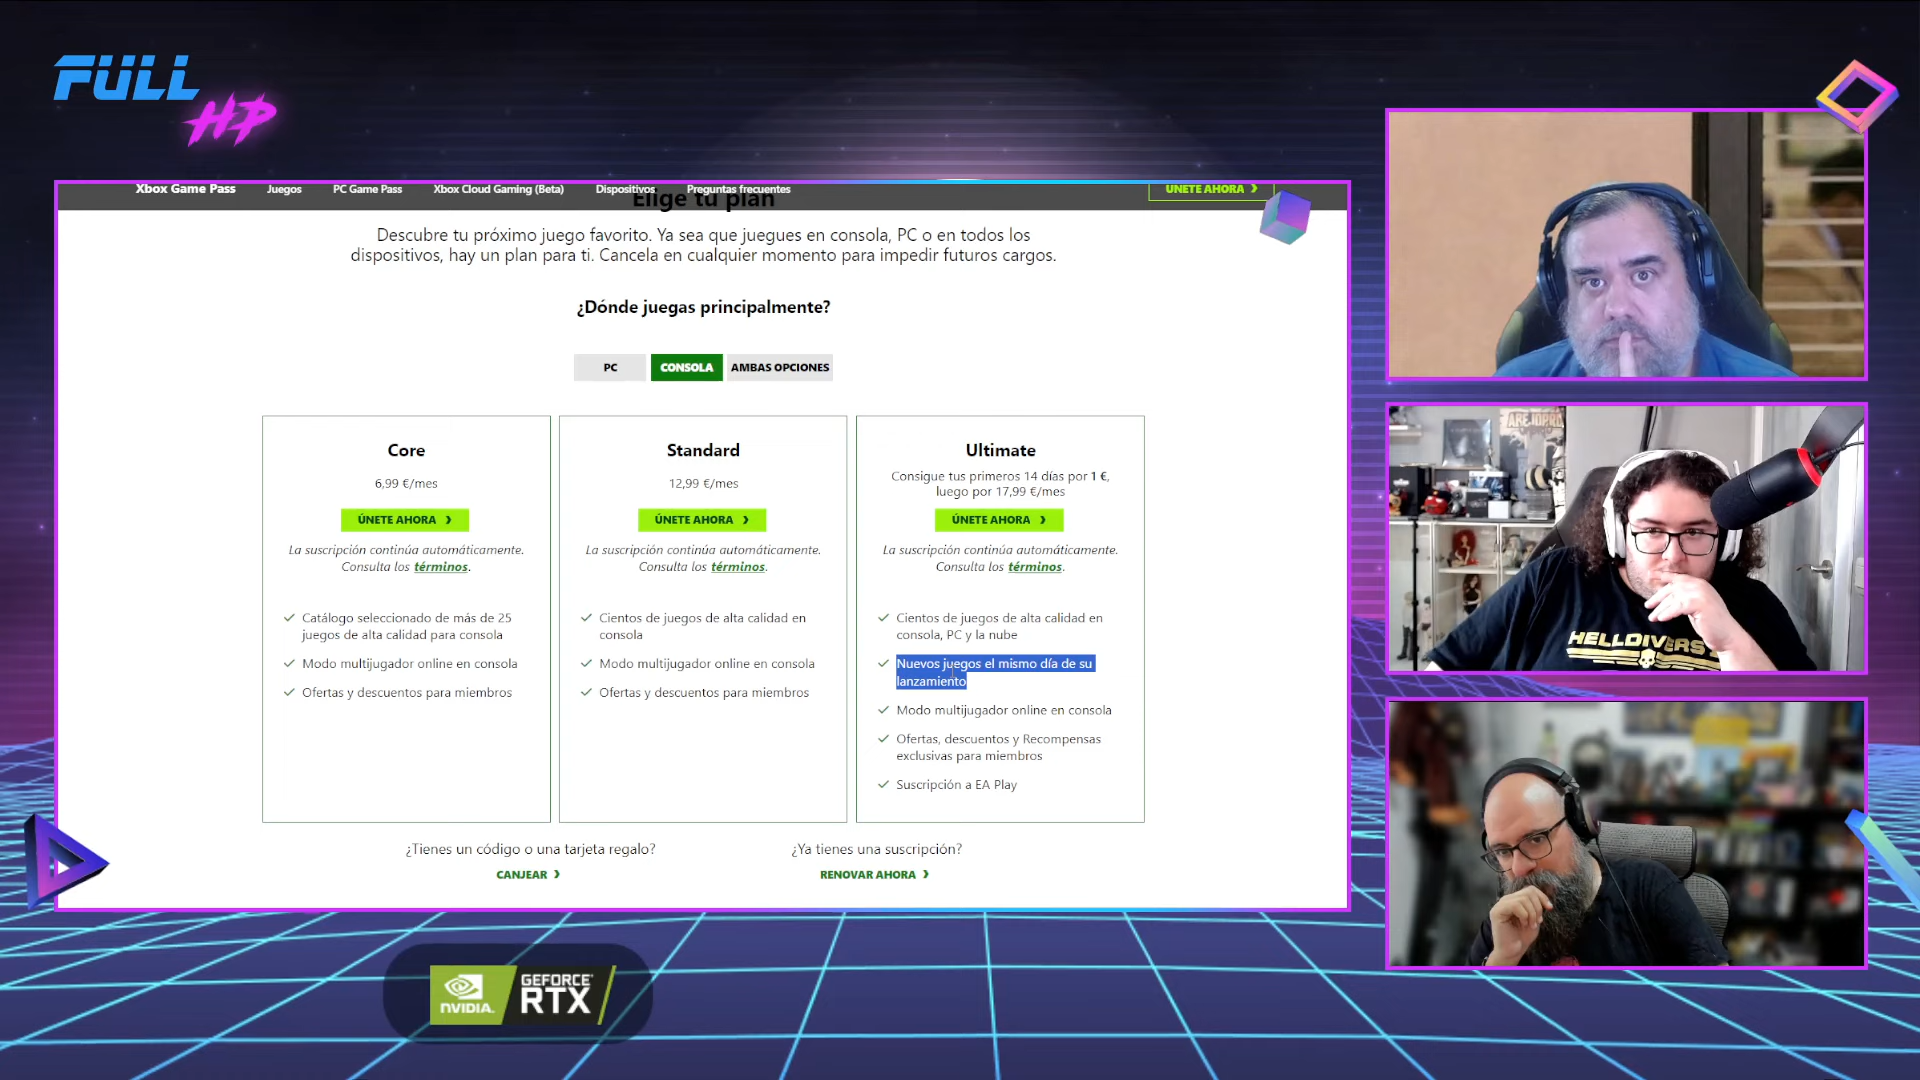 FULL
HP
Xbox Game Pass
Juegos
PC Game Pass
Xbox Cloud Gaming (Beta)
Dispositivos
Preguntas frecuentes
ÚNETE AHORA
Elige tu plan
Descubre tu próximo juego favorito. Ya sea que juegues en consola, PC o en todos los
dispositivos, hay un plan para ti. Cancela en cualquier momento para impedir futuros cargos.
¿Dónde juegas principalmente?
PC
CONSOLA
AMBAS OPCIONES
Core
6,99 €/mes
ÚNETE AHORA
La suscripción continúa automáticamente.
Consulta los términos.
Catálogo seleccionado de más de 25
juegos de alta calidad para consola
Modo multijugador online en consola
Ofertas y descuentos para miembros
Standard
12,99 €/mes
ÚNETE AHORA
La suscripción continúa automáticamente.
Consulta los términos.
Cientos de juegos de alta calidad en
consola
Modo multijugador online en consola
Ofertas y descuentos para miembros
Ultimate
Consigue tus primeros 14 días por 1 €,
luego por 17,99 €/mes
ÚNETE AHORA
La suscripción continúa automáticamente.
Consulta los términos.
Cientos de juegos de alta calidad en
consola, PC y la nube
Nuevos juegos el mismo día de su
lanzamiento
Modo multijugador online en consola
Ofertas, descuentos y Recompensas
exclusivas para miembros
Suscripción a EA Play
¿Tienes un código o una tarjeta regalo?
CANJEAR
¿Ya tienes una suscripción?
RENOVAR AHORA
AREJOPRO
HELLDIVERS
NVIDIA.
GEFORCE
RTX